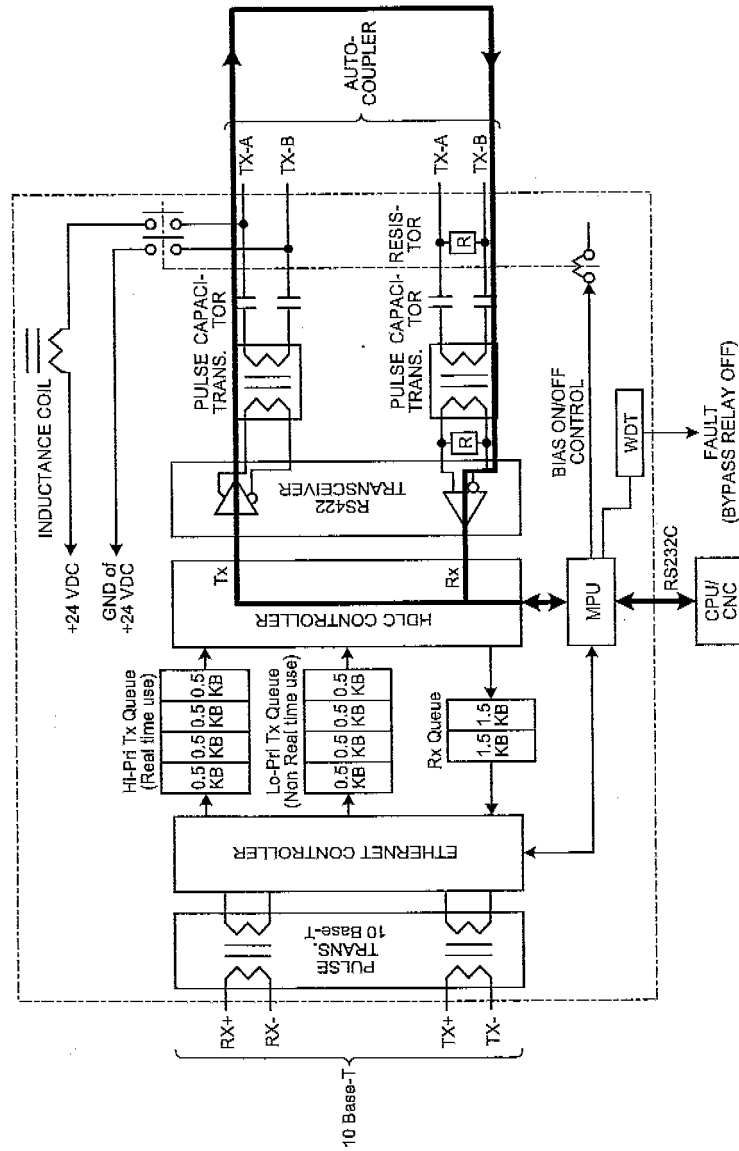 INDUCTANCE COIL
+24 VDC
GND of
+24 VDC
AUTO-
COUPLER
TX-A
TX-B
TX-A
TX-B
PULSE
TRANS.
CAPACI-
TOR
PULSE
TRANS.
CAPACI-
TOR
RESIS-
TOR
R
R
RS422
TRANSCEIVER
Tx
Rx
HDLC CONTROLLER
Hi-Pri Tx Queue
(Real time use)
0.5
KB
0.5
KB
0.5
KB
0.5
KB
Lo-Pri Tx Queue
(Non Real time use)
0.5
KB
0.5
KB
0.5
KB
0.5
KB
Rx Queue
1.5
KB
1.5
KB
ETHERNET CONTROLLER
PULSE
TRANS.
10 Base-T
RX+
RX-
TX+
TX-
10 Base-T
BIAS ON/OFF
CONTROL
MPU
WDT
FAULT
(BYPASS RELAY OFF)
RS232C
CPU/
CNC